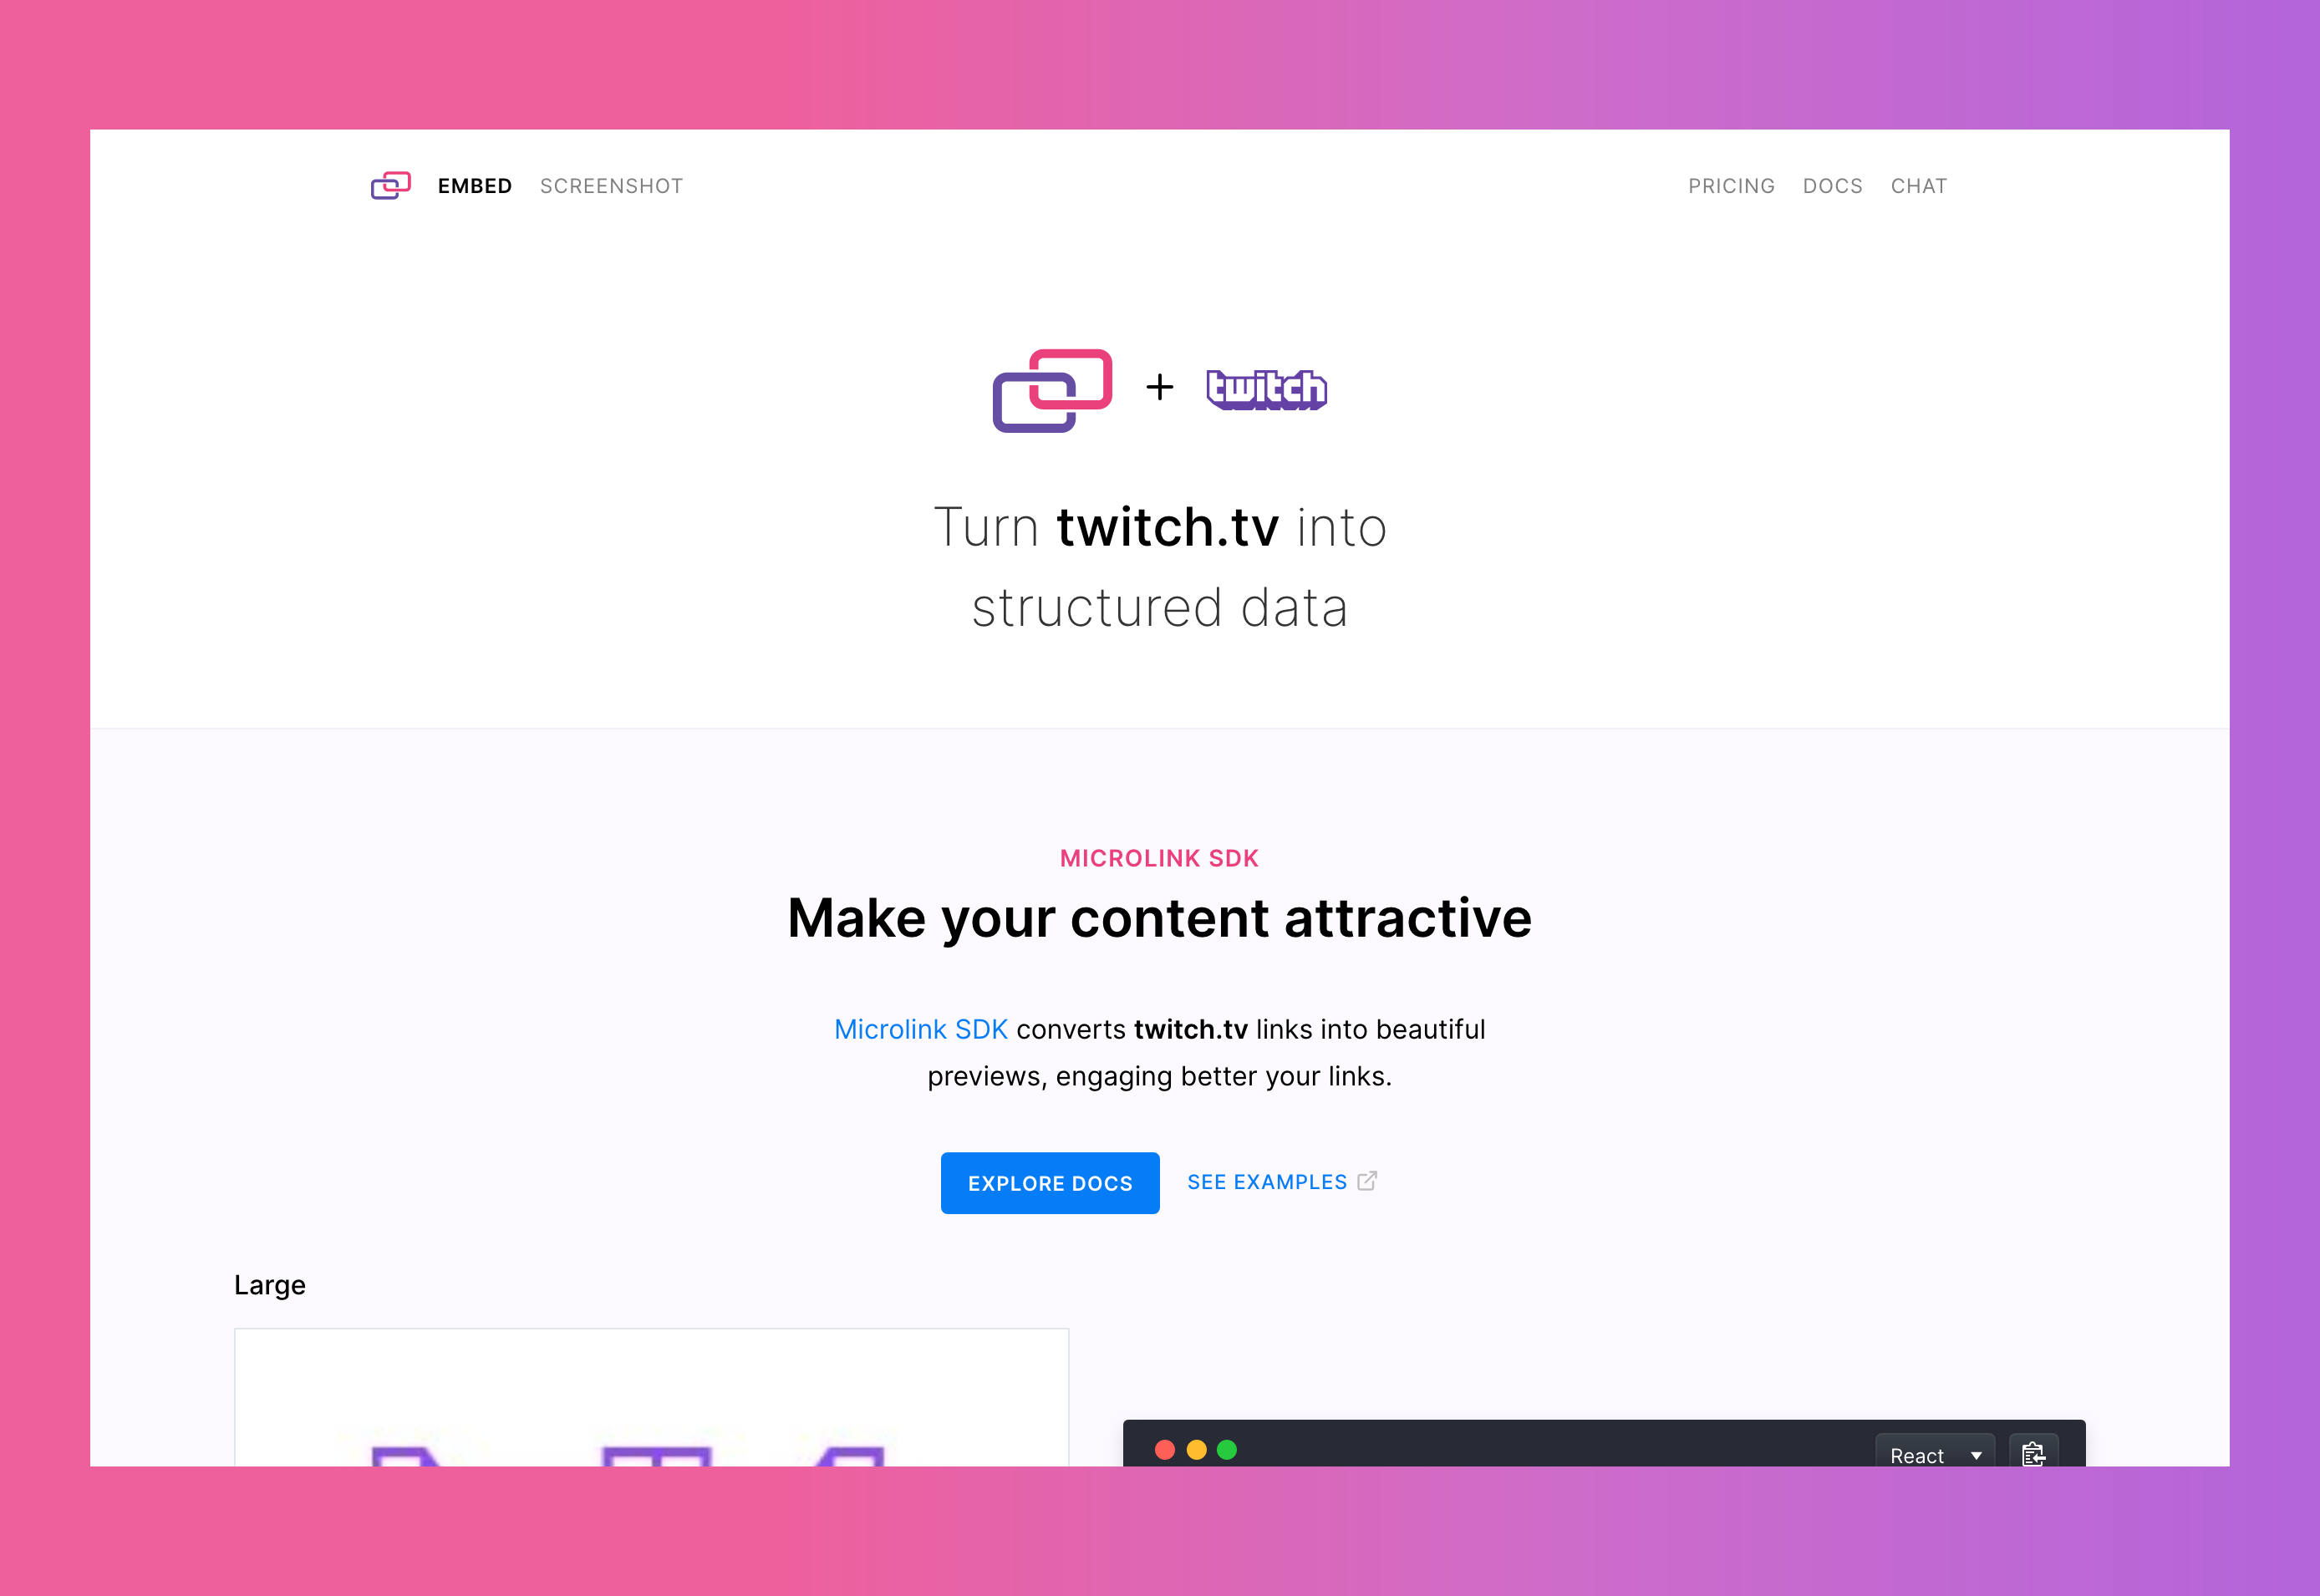 EMBED SCREENSHOT PRICING DOCS CHAT
+ twitch
Turn twitch.tv into
structured data
MICROLINK SDK
Make your content attractive
Microlink SDK converts twitch.tv links into beautiful
previews, engaging better your links.
EXPLORE DOCS SEE EXAMPLES
Large
React